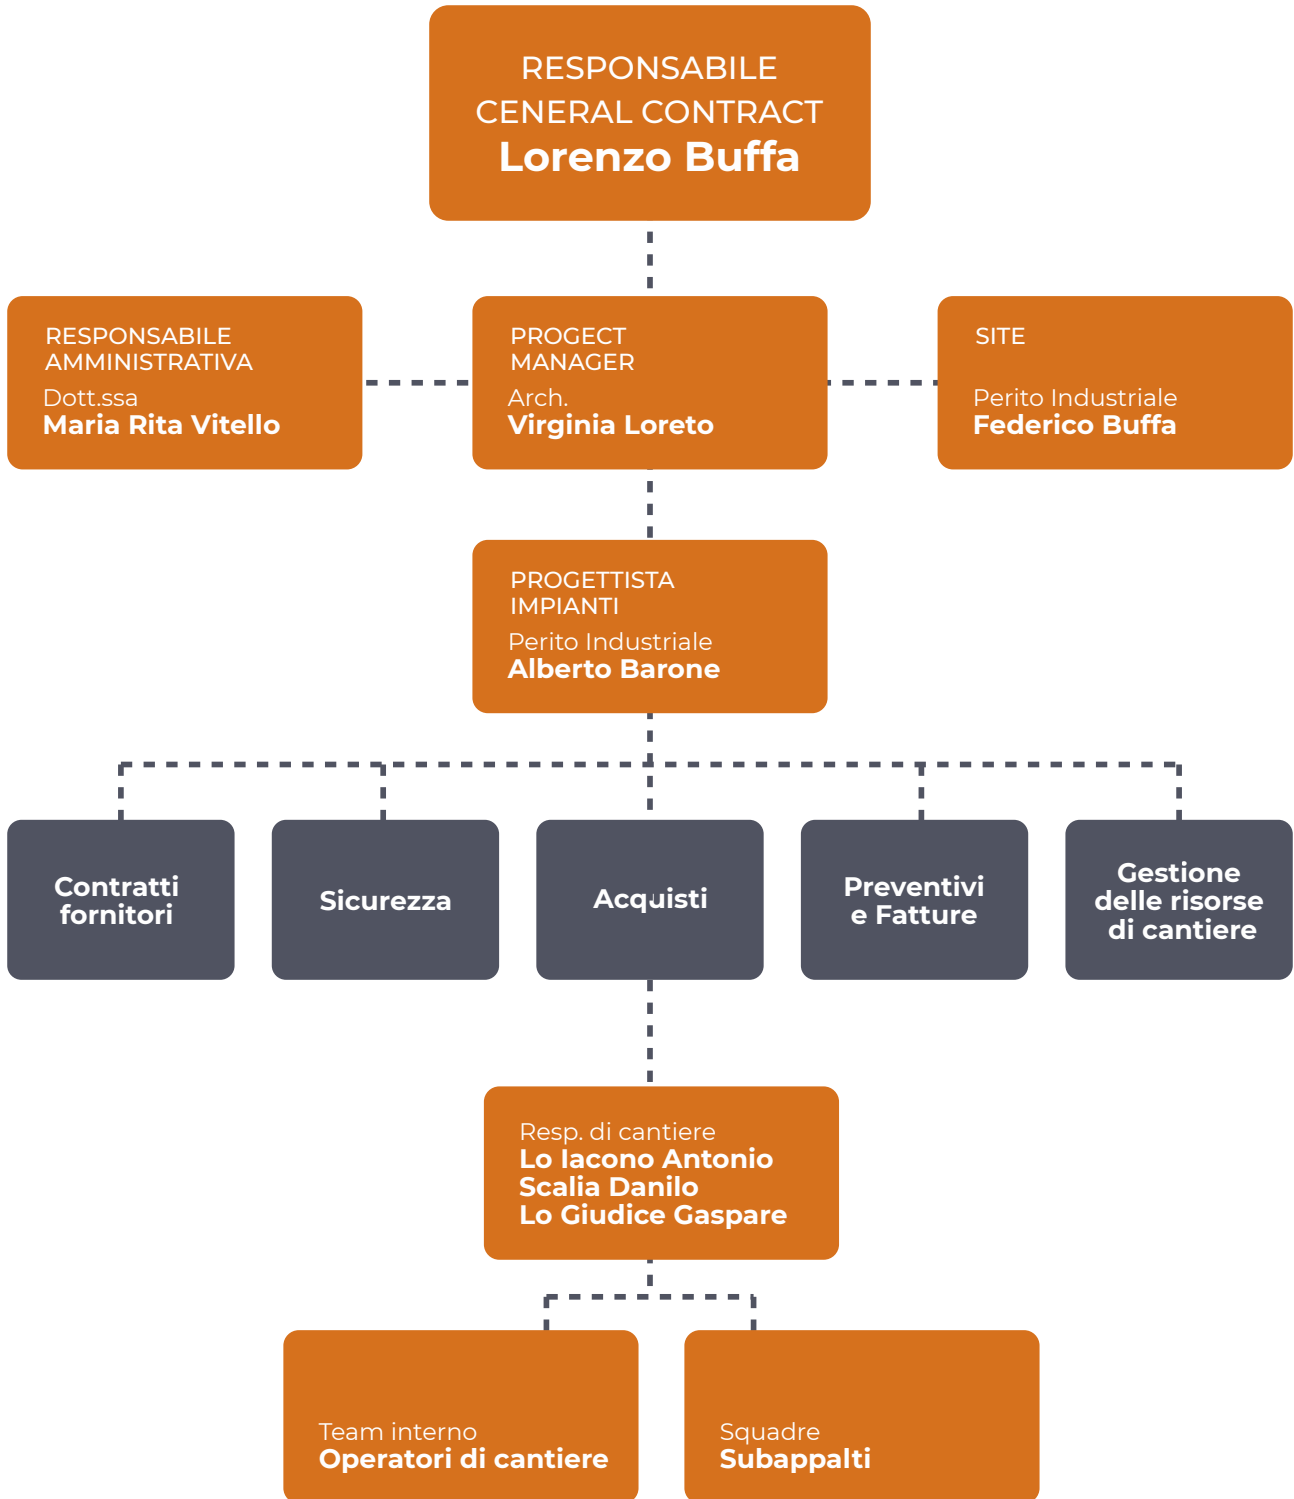 RESPONSABILE
CENERAL CONTRACT
Lorenzo Buffa
RESPONSABILE
AMMINISTRATIVA
Dott.ssa
Maria Rita Vitello
PROGECT
MANAGER
Arch.
Virginia Loreto
SITE
Perito Industriale
Federico Buffa
PROGETTISTA
IMPIANTI
Perito Industriale
Alberto Barone
Contratti
fornitori
Sicurezza
Acquisti
Preventivi
e Fatture
Gestione
delle risorse
di cantiere
Resp. di cantiere
Lo Iacono Antonio
Scalia Danilo
Lo Giudice Gaspare
Team interno
Operatori di cantiere
Squadre
Subappalti